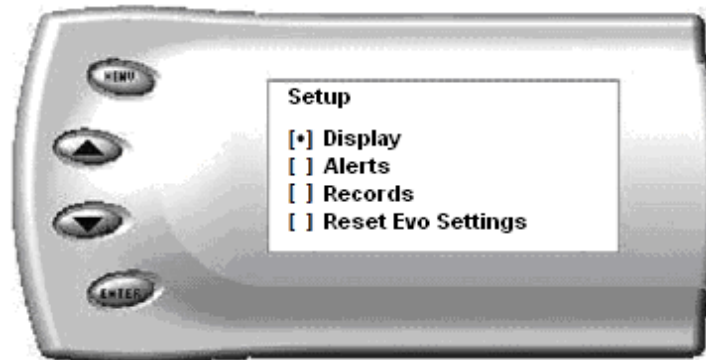 MENU
Setup
[•] Display
[ ] Alerts
[ ] Records
[ ] Reset Evo Settings
ENTER